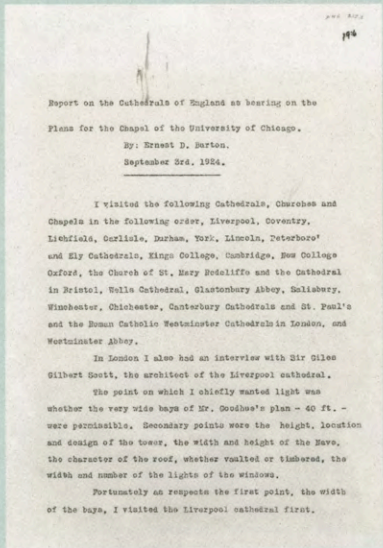 196
Report on the Cathedrals of England as bearing on the
Plans for the Chapel of the University of Chicago.
By: Ernest D. Burton.
September 3rd, 1924.
I visited the following Cathedrals, Churches and
Chapels in the following order, Liverpool, Coventry,
Lichfield, Carlisle, Durham, York, Lincoln, Peterboro'
and Ely Cathedrals, Kings College, Cambridge, New College
Oxford, the Church of St. Mary Redcliffe and the Cathedral
in Bristol, Wells Cathedral, Glastonbury Abbey, Salisbury,
Winchester, Chichester, Canterbury Cathedrals and St. Paul's
and the Roman Catholic Westminster Cathedrals in London, and
Westminster Abbey.
In London I also had an interview with Sir Giles
Gilbert Scott, the architect of the Liverpool cathedral.
The point on which I chiefly wanted light was
whether the very wide bays of Mr. Goodhue's plan - 40 ft. -
were permissible. Secondary points were the height, location
and design of the tower, the width and height of the Nave,
the character of the roof, whether vaulted or timbered, the
width and number of the lights of the windows.
Fortunately as respects the first point, the width
of the bays, I visited the Liverpool cathedral first.